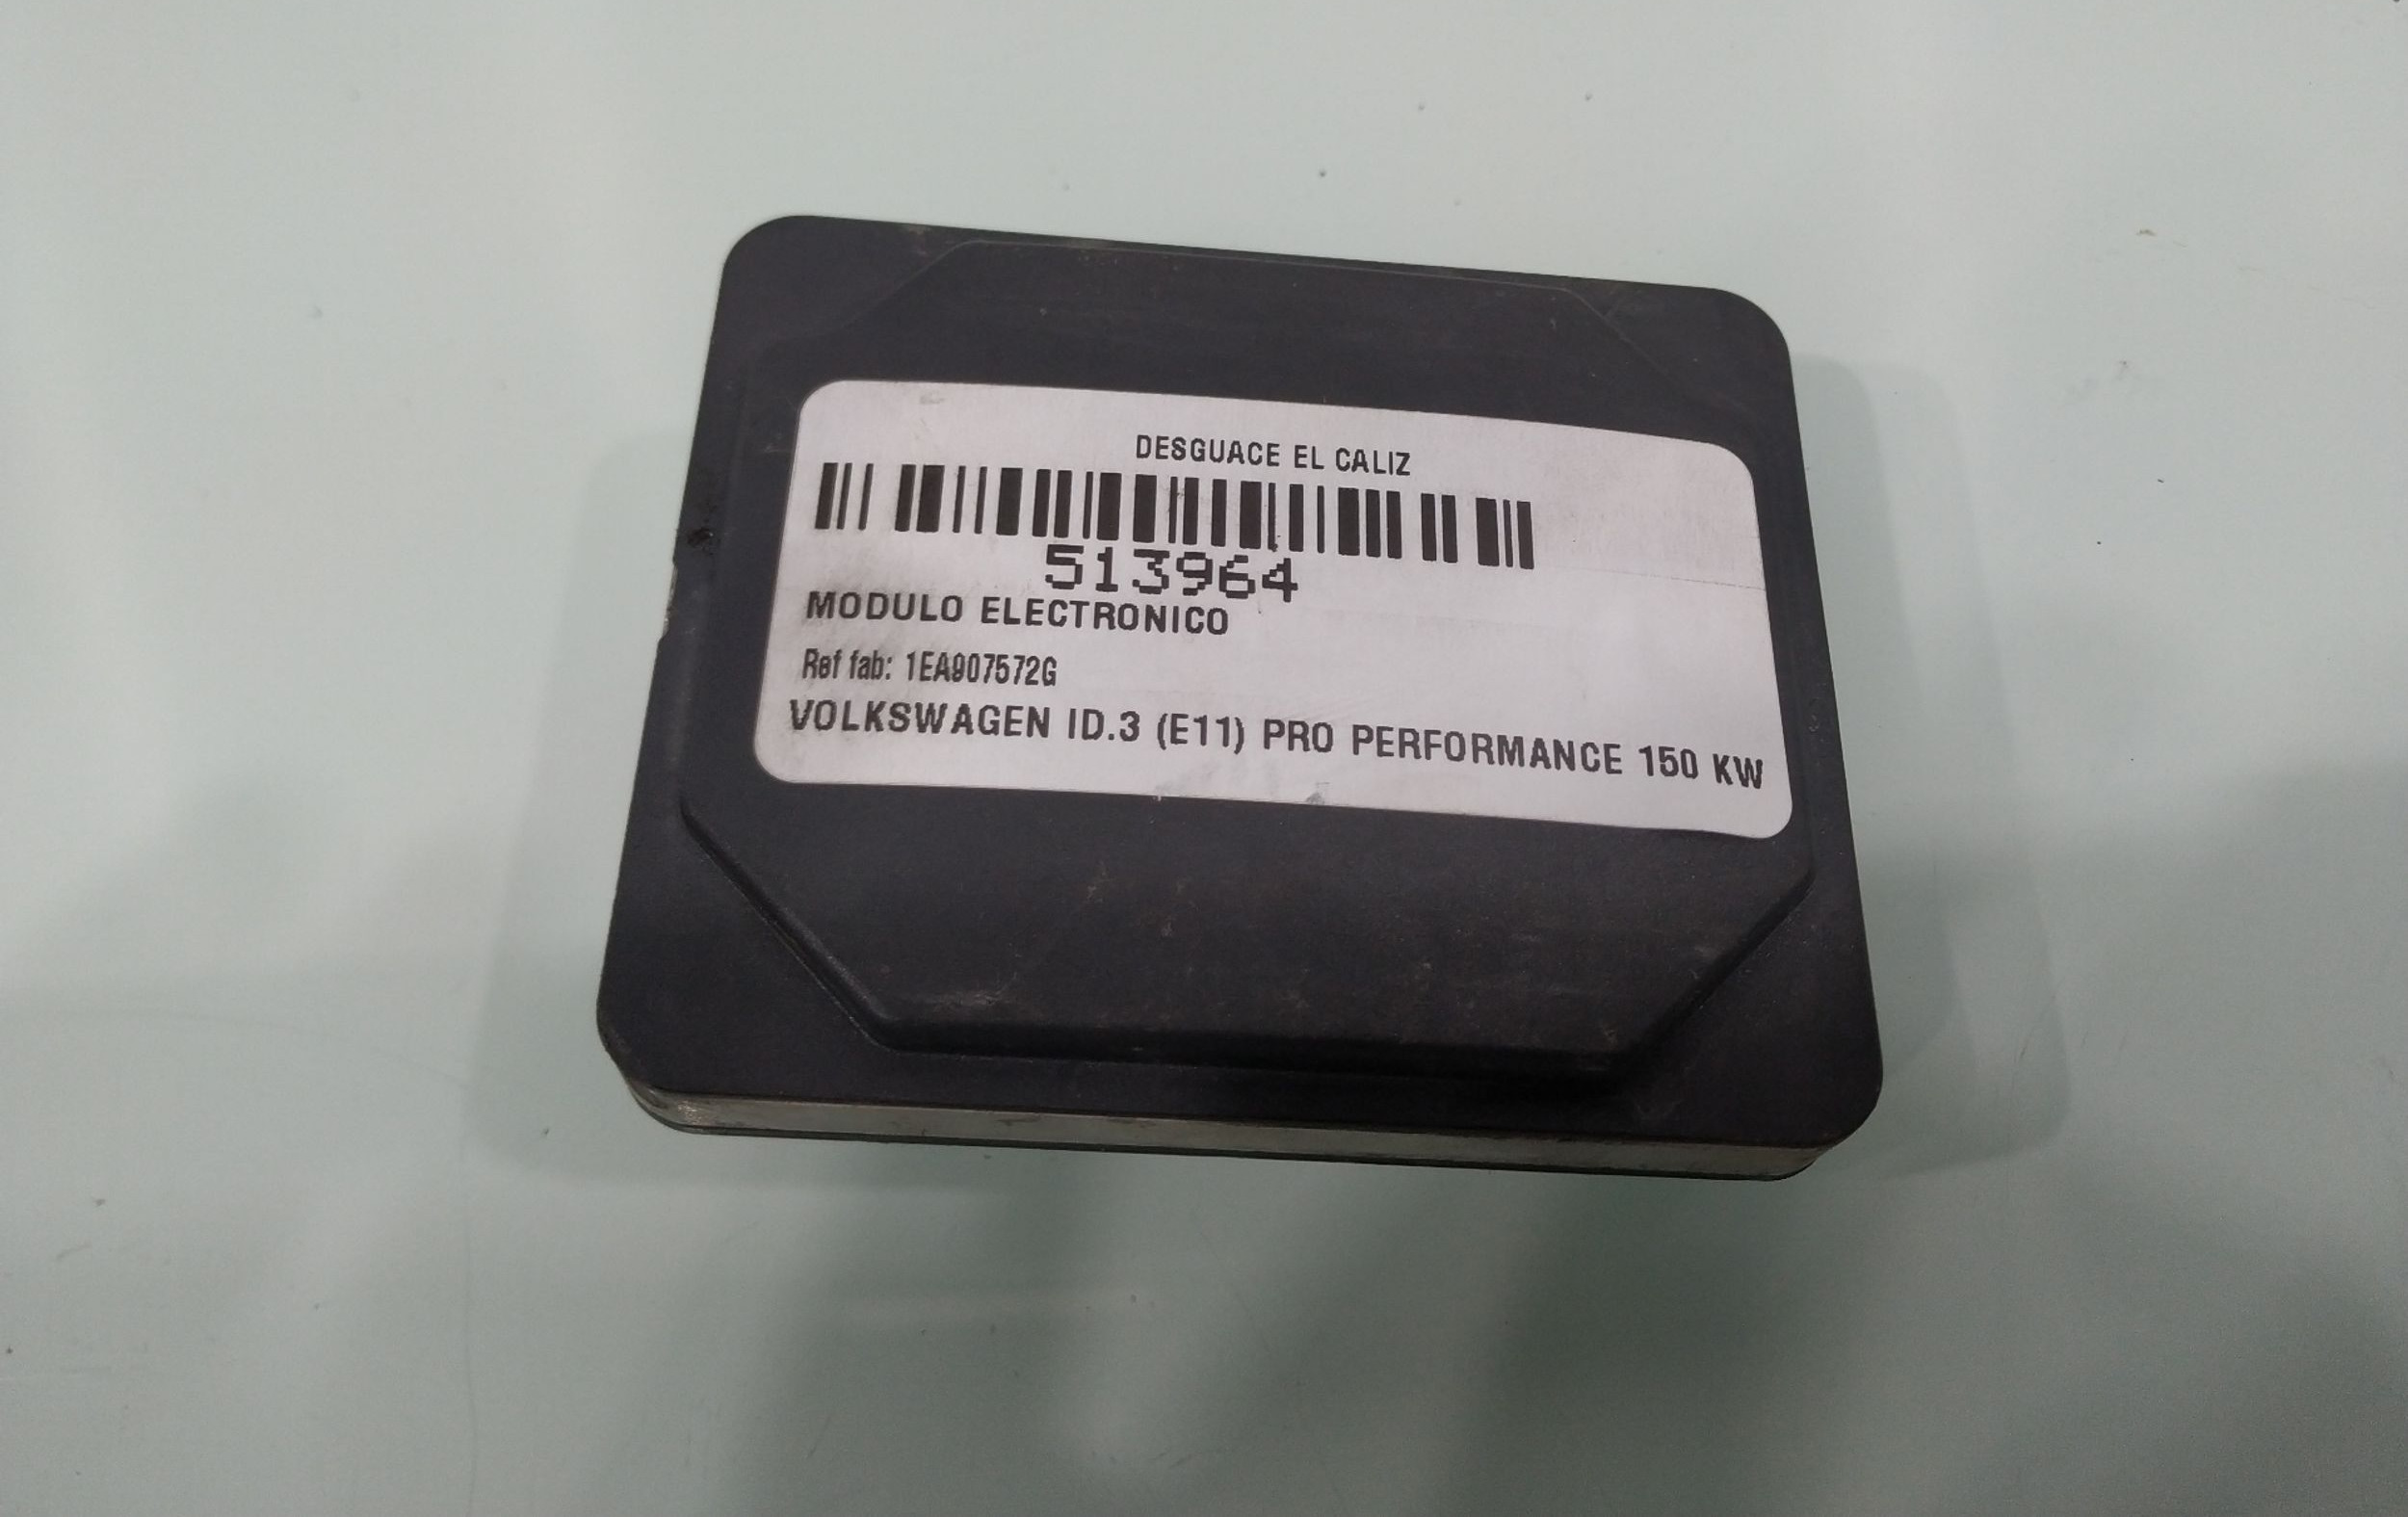 DESGUACE EL CALIZ
513964
MODULO ELECTRONICO
Ref fab: 1EA907572G
VOLKSWAGEN ID.3 (E11) PRO PERFORMANCE 150 KW